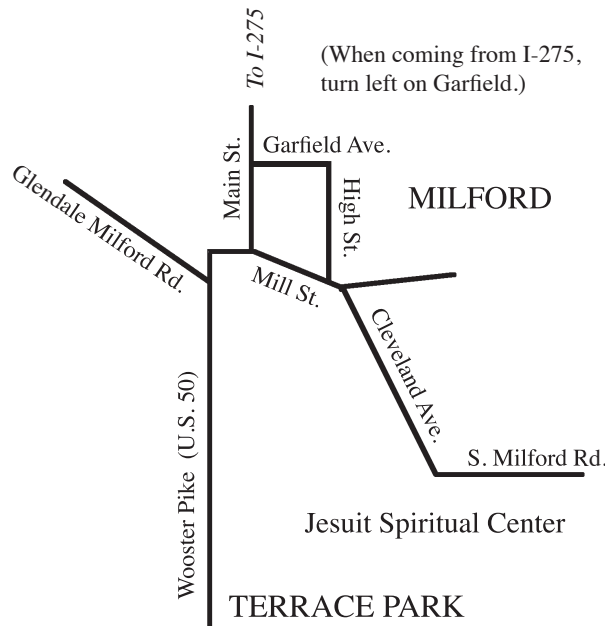 To I-275
(When coming from I-275,
turn left on Garfield.)
Main St.
Garfield Ave.
High St.
MILFORD
Glendale Milford Rd.
Mill St.
Cleveland Ave.
Wooster Pike (U.S. 50)
S. Milford Rd.
Jesuit Spiritual Center
TERRACE PARK